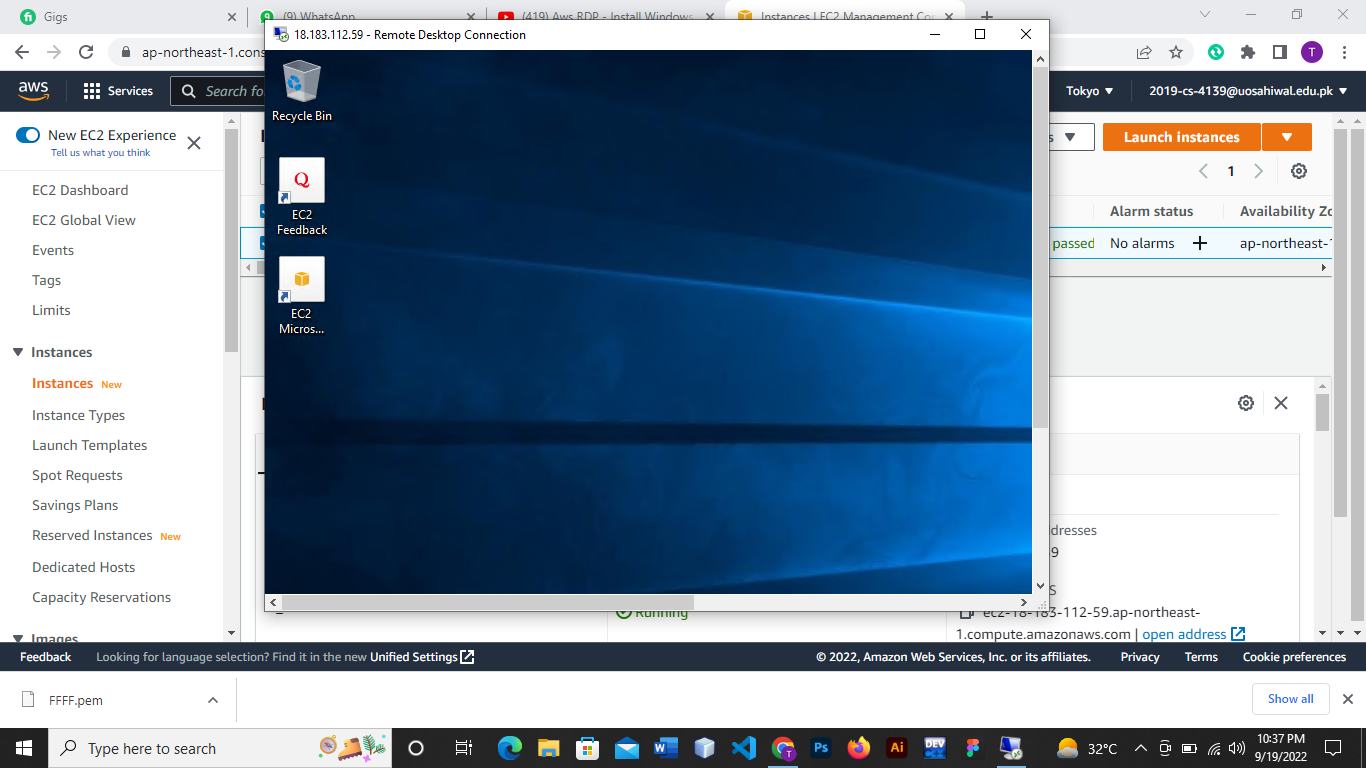 Gigs
(9) WhatsApp
(419) Aws RDP - Install Windows
Instances | EC2 Management Co
ap-northeast-1.cons
T
18.183.112.59 - Remote Desktop Connection
aws
Services
Search fo
Tokyo
2019-cs-4139@uosahiwal.edu.pk
New EC2 Experience
Tell us what you think
EC2 Dashboard
EC2 Global View
Events
Tags
Limits
Instances
Instances New
Instance Types
Launch Templates
Spot Requests
Savings Plans
Reserved Instances New
Dedicated Hosts
Capacity Reservations
Images
Recycle Bin
Q
EC2
Feedback
EC2
Micros...
s
Launch instances
1
Alarm status
Availability Zo
passed
No alarms
ap-northeast-1
dresses
9
S
Running
ec2-18-183-112-59.ap-northeast-
1.compute.amazonaws.com | open address
Feedback
Looking for language selection? Find it in the new Unified Settings
© 2022, Amazon Web Services, Inc. or its affiliates.
Privacy
Terms
Cookie preferences
FFFF.pem
Show all
Type here to search
W
T
Ps
Ai
DEV
32°C
10:37 PM
9/19/2022